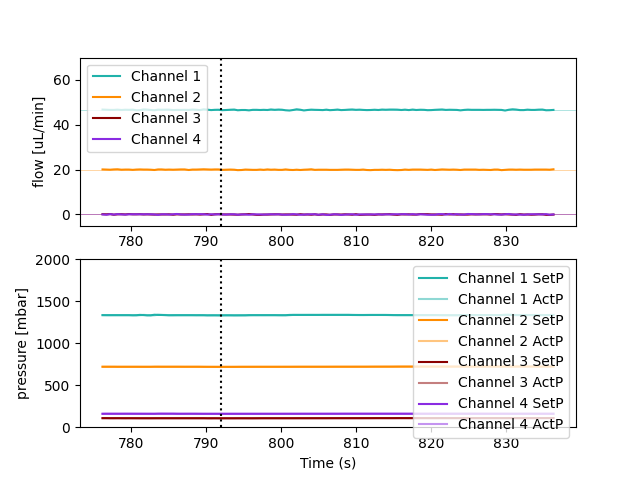 60
40
20
0
flow [uL/min]
Channel 1
Channel 2
Channel 3
Channel 4
780
790
800
810
820
830
2000
1500
1000
500
0
pressure [mbar]
Channel 1 SetP
Channel 1 ActP
Channel 2 SetP
Channel 2 ActP
Channel 3 SetP
Channel 3 ActP
Channel 4 SetP
Channel 4 ActP
780
790
800
810
820
830
Time (s)